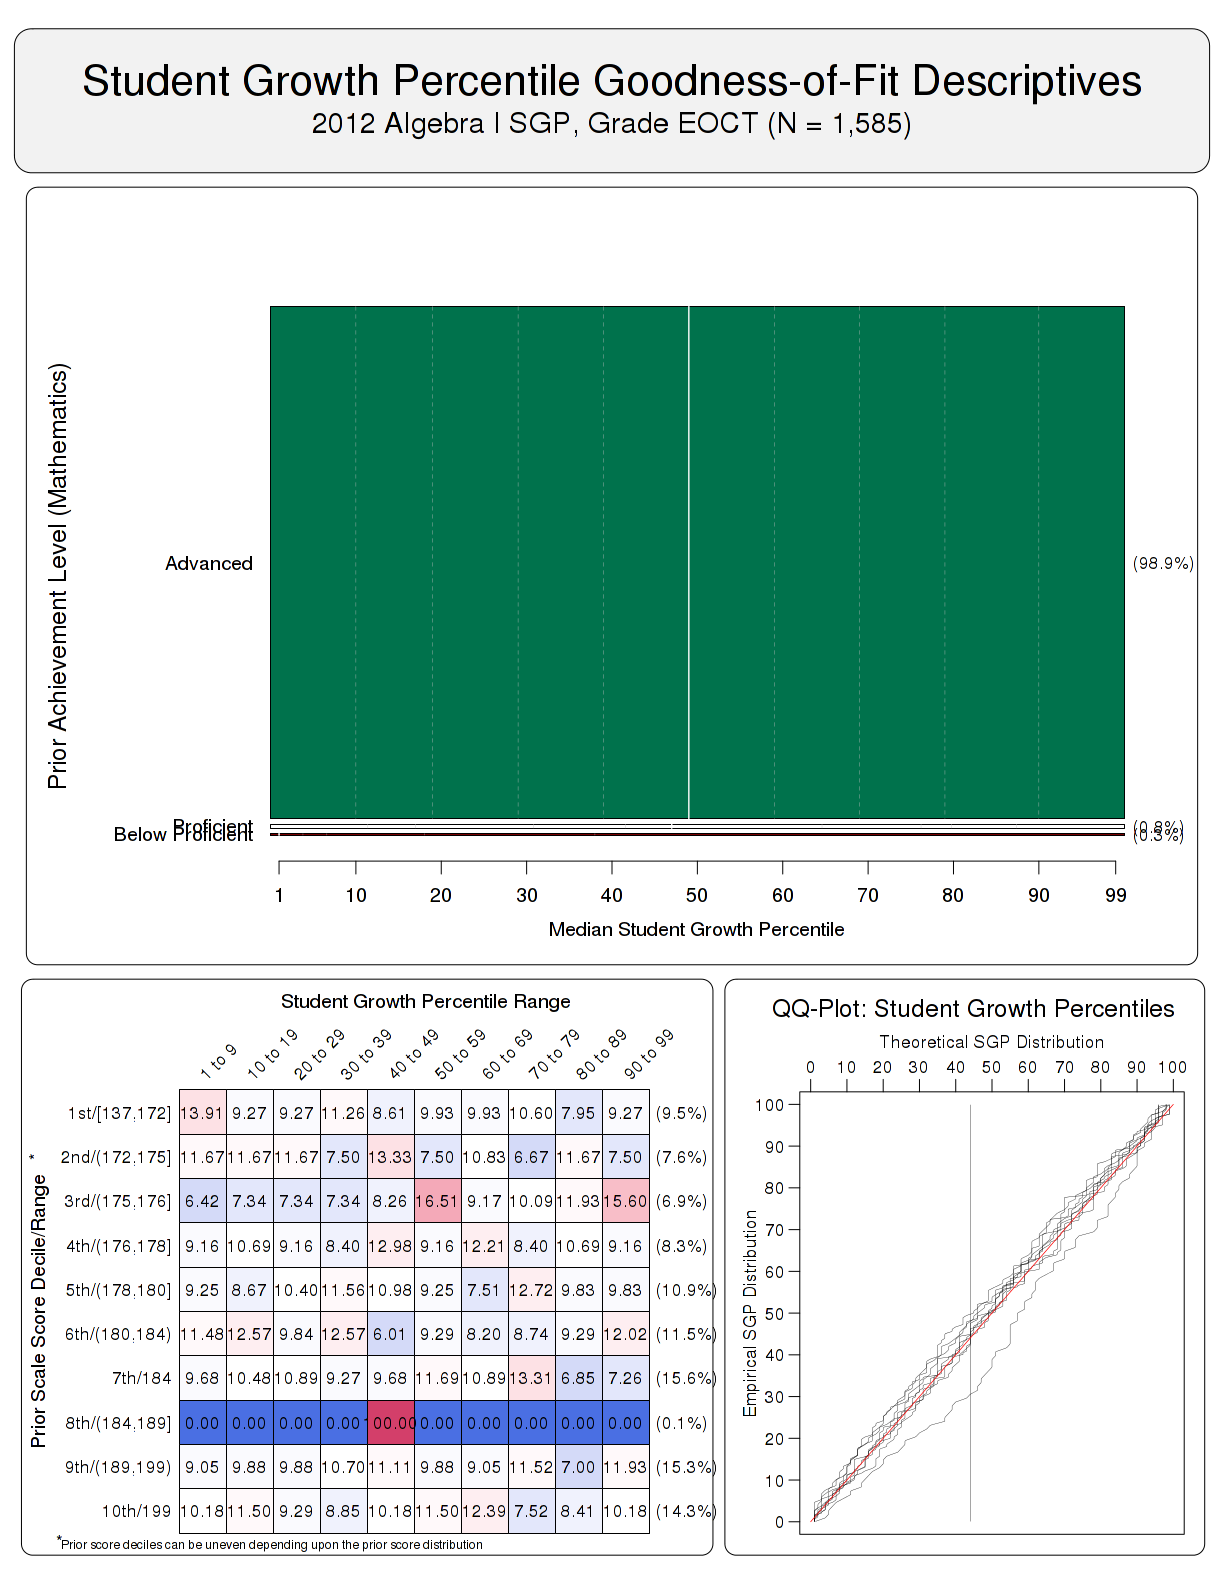 Student Growth Percentile Goodness-of-Fit Descriptives
2012 Algebra I SGP, Grade EOCT (N = 1,585)
Prior Achievement Level (Mathematics)
Advanced (98.9%)
Proficient (0.8%)
Below Proficient (0.3%)
1 10 20 30 40 50 60 70 80 90 99
Median Student Growth Percentile
Student Growth Percentile Range
1 to 9 10 to 19 20 to 29 30 to 39 40 to 49 50 to 59 60 to 69 70 to 79 80 to 89 90 to 99
Prior Scale Score Decile/Range *
1st/[137,172] 13.91 9.27 9.27 11.26 8.61 9.93 9.93 10.60 7.95 9.27 (9.5%)
2nd/(172,175] 11.67 11.67 11.67 7.50 13.33 7.50 10.83 6.67 11.67 7.50 (7.6%)
3rd/(175,176] 6.42 7.34 7.34 7.34 8.26 16.51 9.17 10.09 11.93 15.60 (6.9%)
4th/(176,178] 9.16 10.69 9.16 8.40 12.98 9.16 12.21 8.40 10.69 9.16 (8.3%)
5th/(178,180] 9.25 8.67 10.40 11.56 10.98 9.25 7.51 12.72 9.83 9.83 (10.9%)
6th/(180,184) 11.48 12.57 9.84 12.57 6.01 9.29 8.20 8.74 9.29 12.02 (11.5%)
7th/184 9.68 10.48 10.89 9.27 9.68 11.69 10.89 13.31 6.85 7.26 (15.6%)
8th/(184,189] 0.00 0.00 0.00 0.00 100.00 0.00 0.00 0.00 0.00 0.00 (0.1%)
9th/(189,199) 9.05 9.88 9.88 10.70 11.11 9.88 9.05 11.52 7.00 11.93 (15.3%)
10th/199 10.18 11.50 9.29 8.85 10.18 11.50 12.39 7.52 8.41 10.18 (14.3%)
*Prior score deciles can be uneven depending upon the prior score distribution
QQ-Plot: Student Growth Percentiles
Theoretical SGP Distribution
0 10 20 30 40 50 60 70 80 90 100
Empirical SGP Distribution
100
90
80
70
60
50
40
30
20
10
0